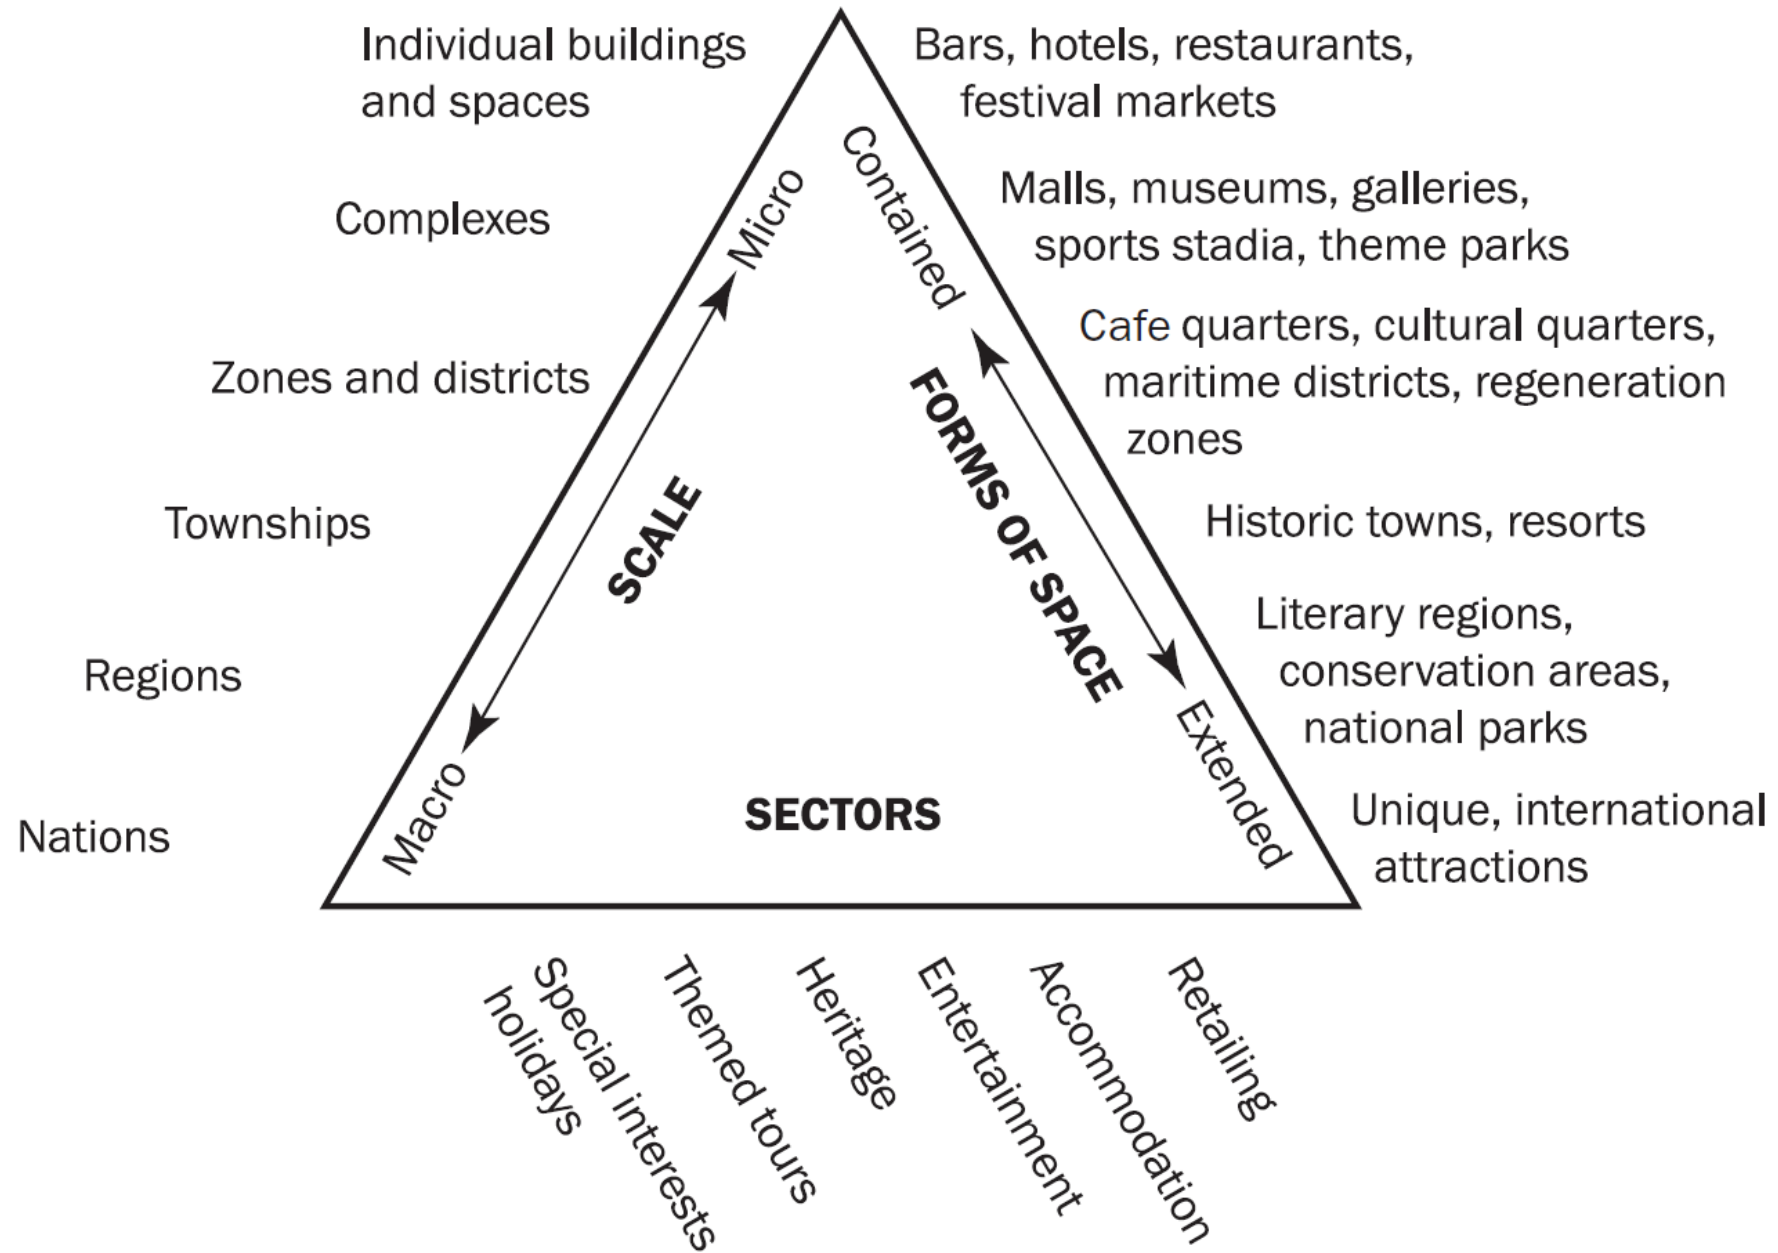 Individual buildings
and spaces
Complexes
Zones and districts
Townships
Regions
Nations
Micro
SCALE
Macro
Contained
FORMS OF SPACE
Extended
SECTORS
Bars, hotels, restaurants,
festival markets
Malls, museums, galleries,
sports stadia, theme parks
Cafe quarters, cultural quarters,
maritime districts, regeneration
zones
Historic towns, resorts
Literary regions,
conservation areas,
national parks
Unique, international
attractions
Special interests
holidays
Themed tours
Heritage
Entertainment
Accommodation
Retailing